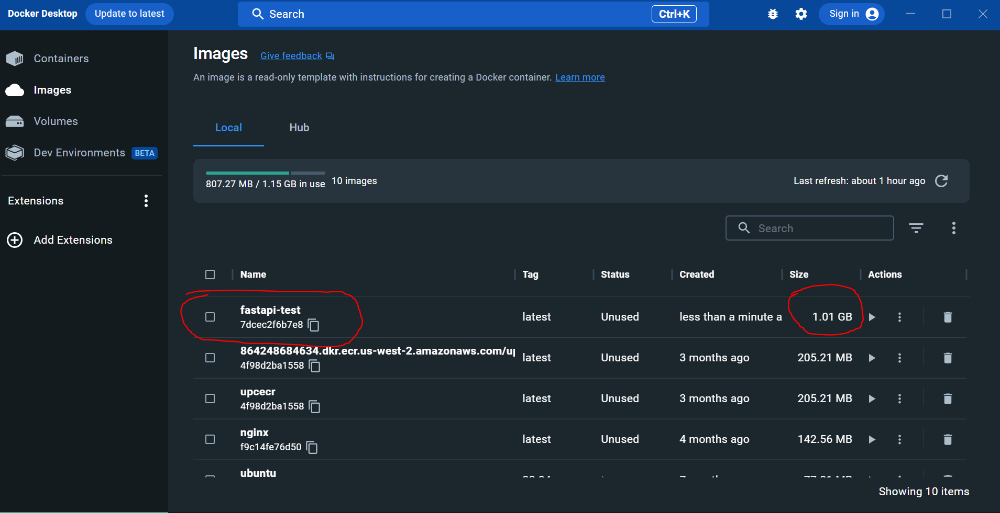 Docker Desktop Update to latest Search Ctrl+K Sign in
Containers
Images
Volumes
Dev Environments BETA
Extensions
Add Extensions
Images Give feedback
An image is a read-only template with instructions for creating a Docker container. Learn more
Local Hub
807.27 MB / 1.15 GB in use 10 images Last refresh: about 1 hour ago
Search
Name Tag Status Created Size Actions
fastapi-test
7dcec2f6b7e8 latest Unused less than a minute a 1.01 GB
864248684634.dkr.ecr.us-west-2.amazonaws.com/up
4f98d2ba1558 latest Unused 3 months ago 205.21 MB
upcecr
4f98d2ba1558 latest Unused 3 months ago 205.21 MB
nginx
f9c14fe76d50 latest Unused 4 months ago 142.56 MB
ubuntu
Showing 10 items